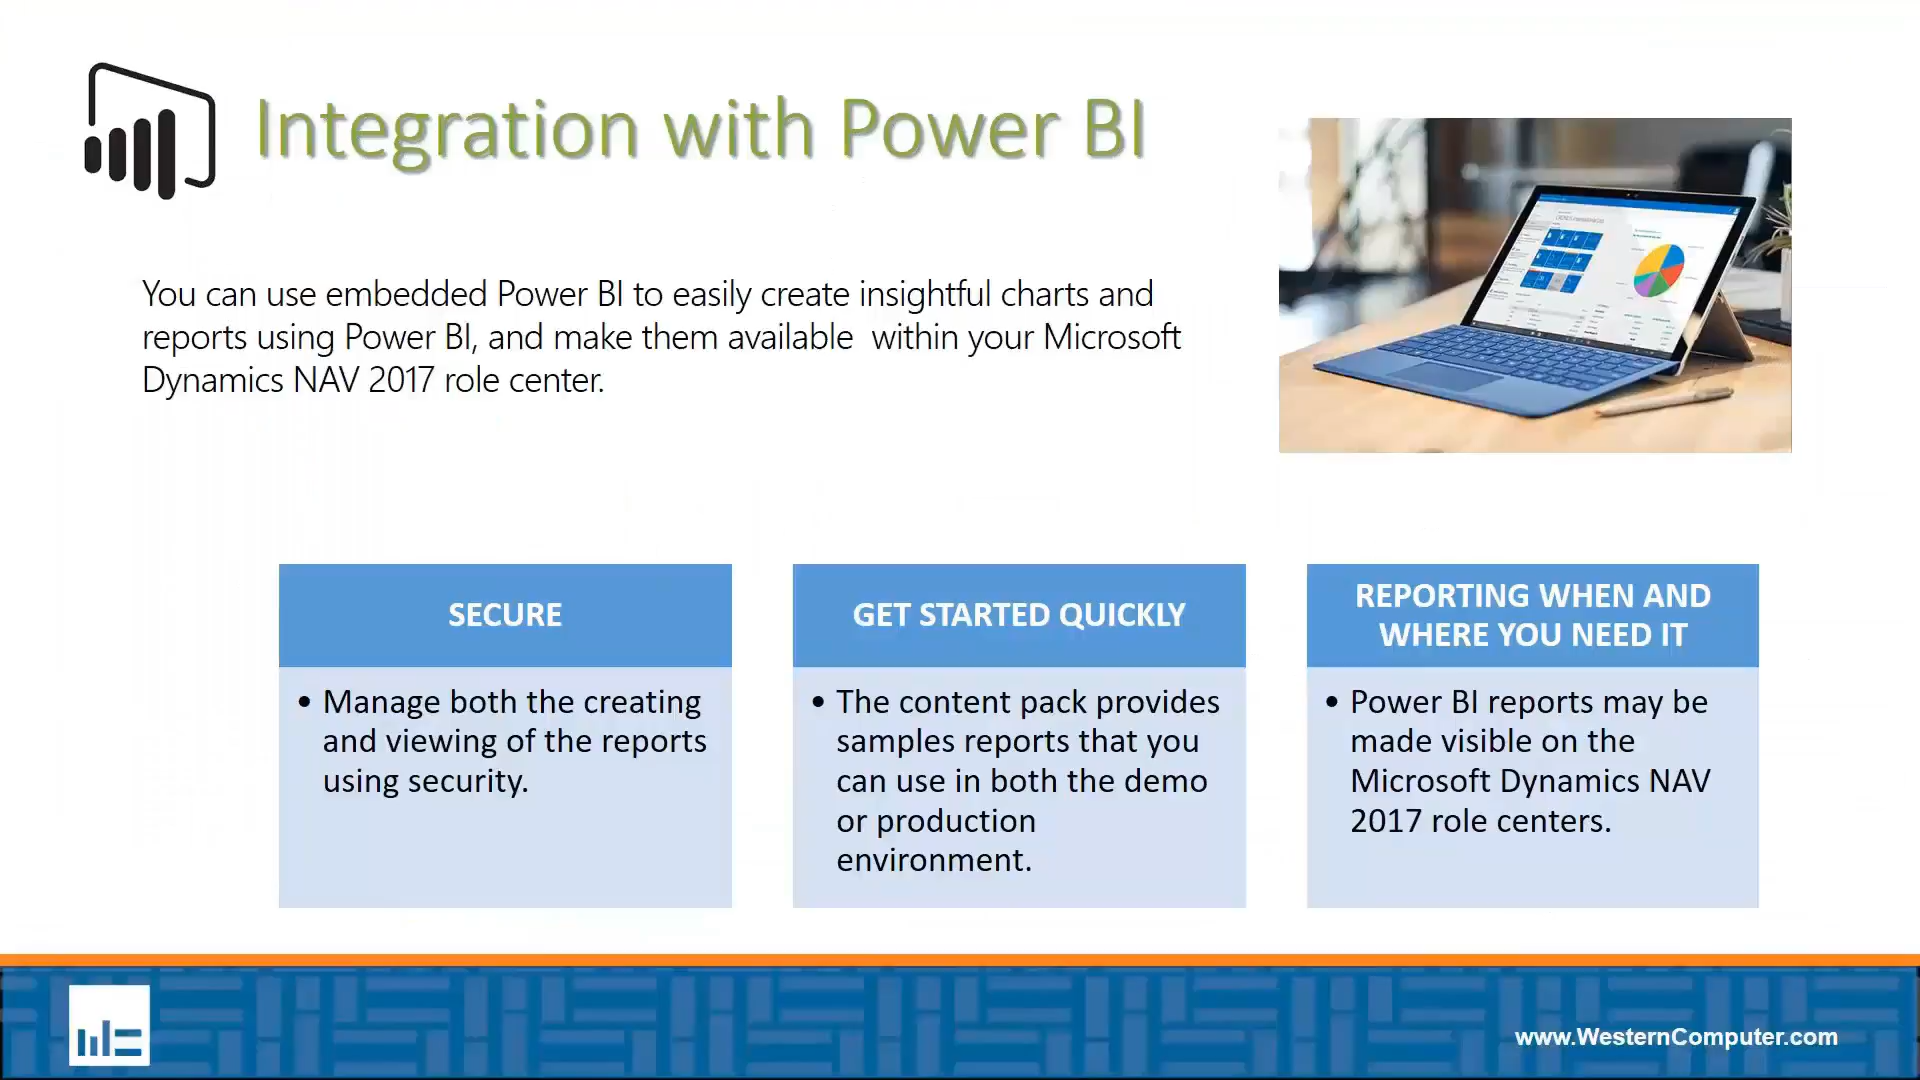 Integration with Power BI
You can use embedded Power BI to easily create insightful charts and
reports using Power BI, and make them available  within your Microsoft
Dynamics NAV 2017 role center.
SECURE
• Manage both the creating
and viewing of the reports
using security.
GET STARTED QUICKLY
• The content pack provides
samples reports that you
can use in both the demo
or production
environment.
REPORTING WHEN AND
WHERE YOU NEED IT
• Power BI reports may be
made visible on the
Microsoft Dynamics NAV
2017 role centers.
www.WesternComputer.com